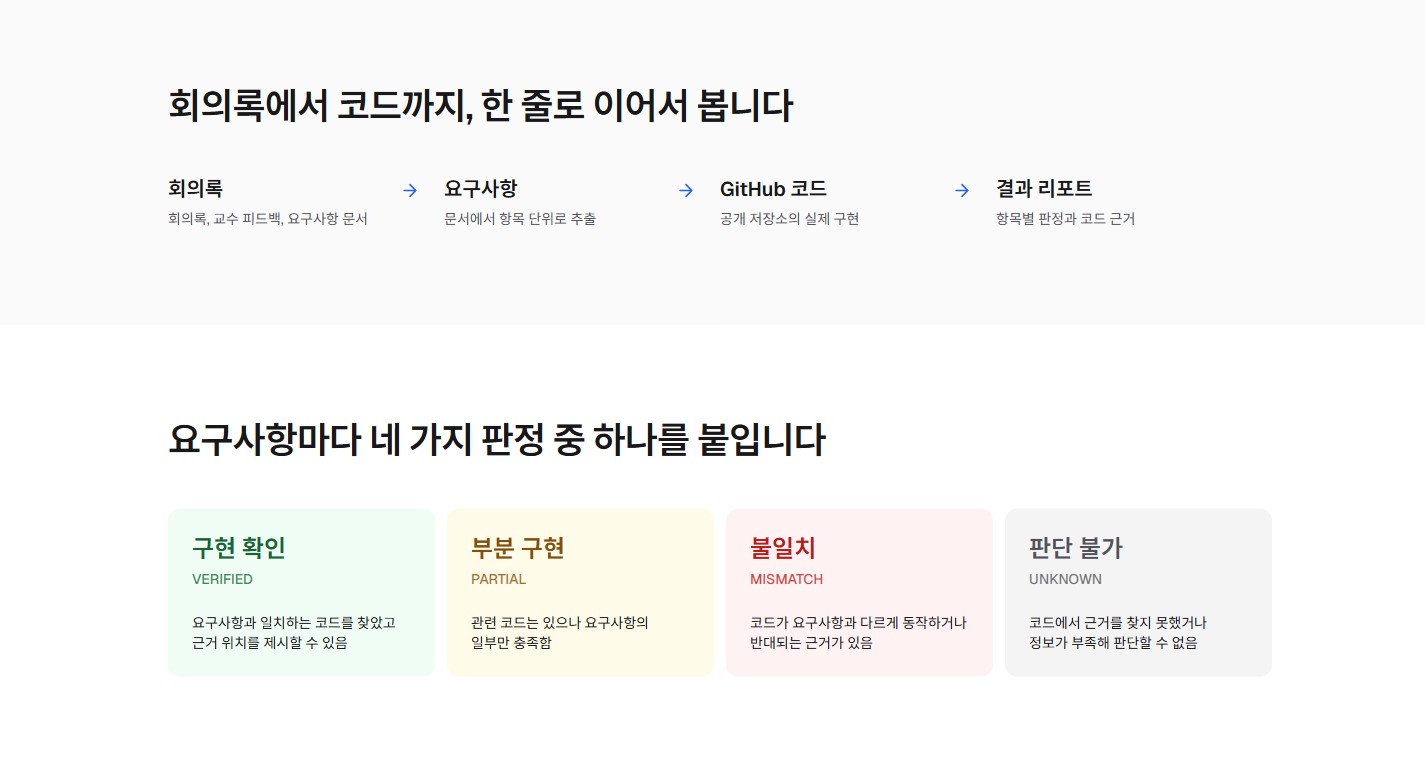 회의록에서 코드까지, 한 줄로 이어서 봅니다
회의록
회의록, 교수 피드백, 요구사항 문서
요구사항
문서에서 항목 단위로 추출
GitHub 코드
공개 저장소의 실제 구현
결과 리포트
항목별 판정과 코드 근거
요구사항마다 네 가지 판정 중 하나를 붙입니다
구현 확인
VERIFIED
요구사항과 일치하는 코드를 찾았고
근거 위치를 제시할 수 있음
부분 구현
PARTIAL
관련 코드는 있으나 요구사항의
일부만 충족함
불일치
MISMATCH
코드가 요구사항과 다르게 동작하거나
반대되는 근거가 있음
판단 불가
UNKNOWN
코드에서 근거를 찾지 못했거나
정보가 부족해 판단할 수 없음